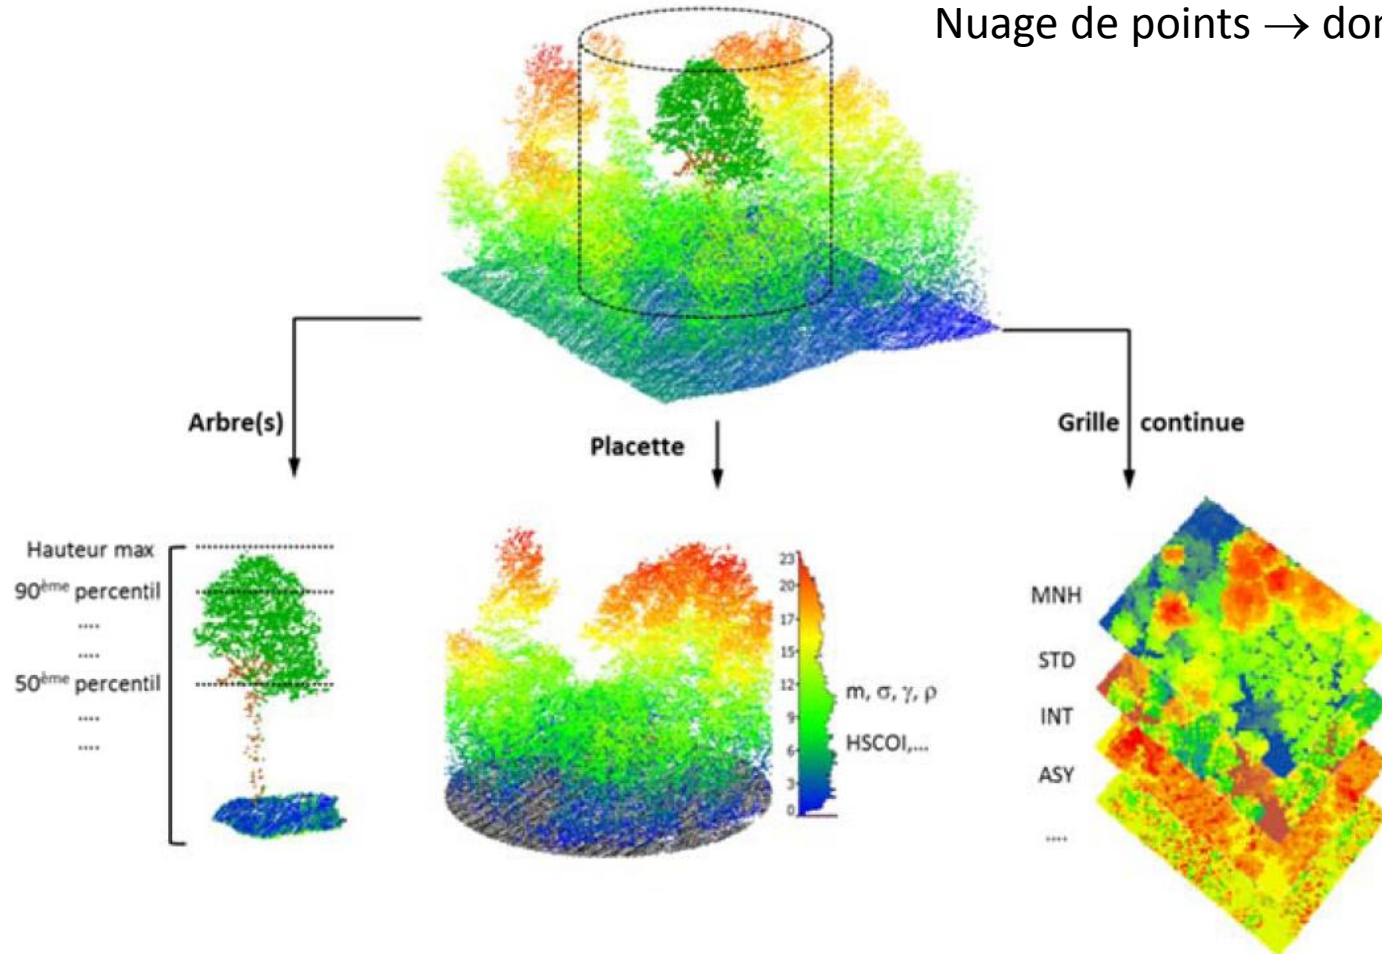 Nuage de points →
Arbre(s)
Placette
Grille continue
Hauteur max
90ème percentil
....
....
50ème percentil
....
....
23
20
17
15
12
9
6
3
0
m, σ, γ, ρ
HSCOI,...
MNH
STD
INT
ASY
....